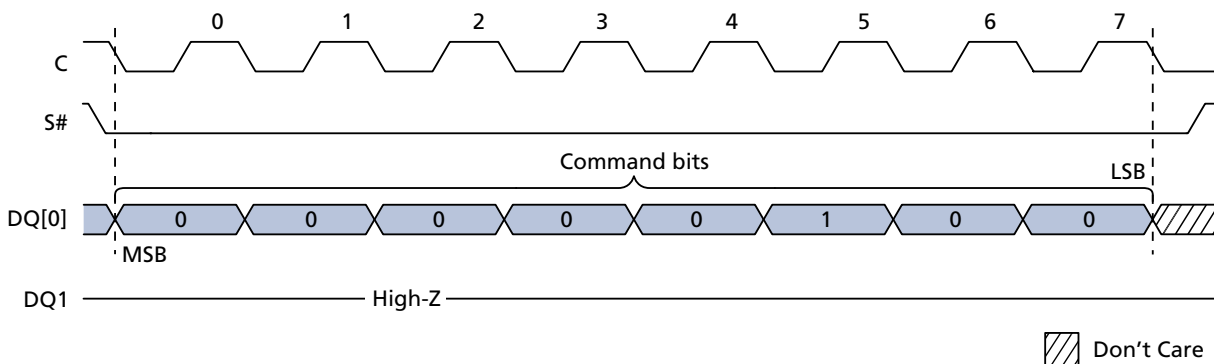 0 1 2 3 4 5 6 7
C
S#
Command bits
LSB
DQ[0] 0 0 0 0 0 1 0 0
MSB
DQ1 High-Z
Don't Care